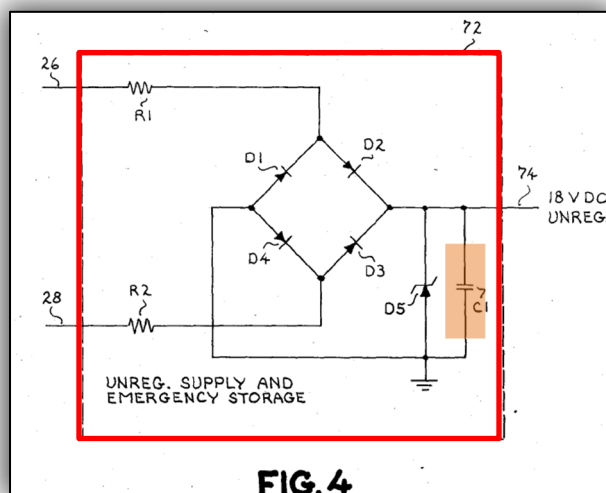 72
26
R1
D1
D2
74
18 V DC
UNREG
D4
D3
28
R2
D5
C1
UNREG. SUPPLY AND
EMERGENCY STORAGE
FIG. 4